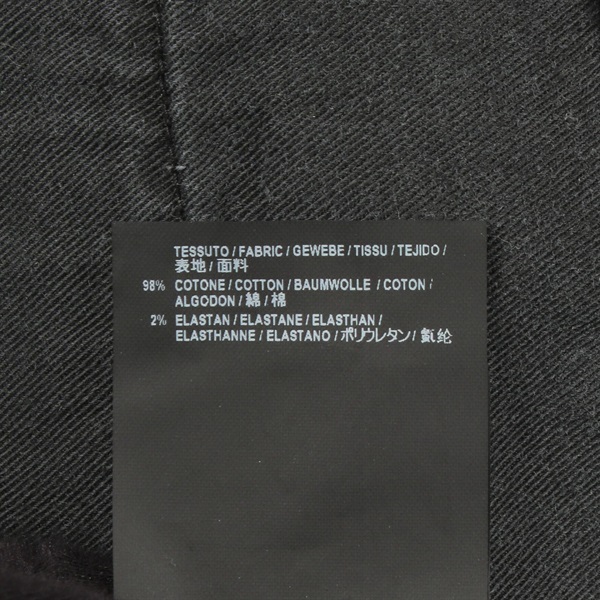 TESSUTO / FABRIC / GEWEBE / TISSU / TEJIDO /
表地 / 面料
98% COTONE / COTTON / BAUMWOLLE / COTON /
ALGODON / 綿 / 棉
2% ELASTAN / ELASTANE / ELASTHAN /
ELASTHANNE / ELASTANO / ポリウレタン / 氨纶